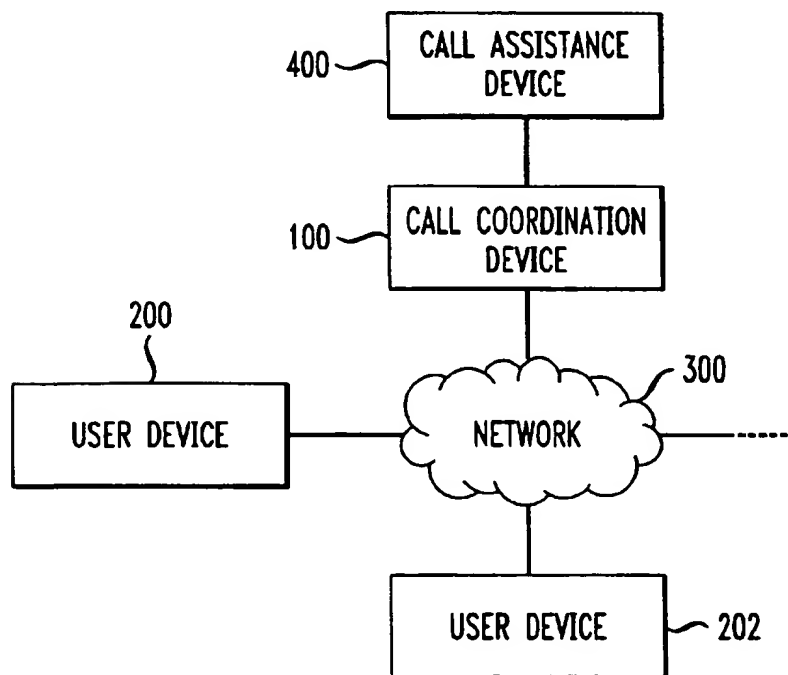 CALL ASSISTANCE
DEVICE
400
CALL COORDINATION
DEVICE
100
200
USER DEVICE
300
NETWORK
USER DEVICE
202